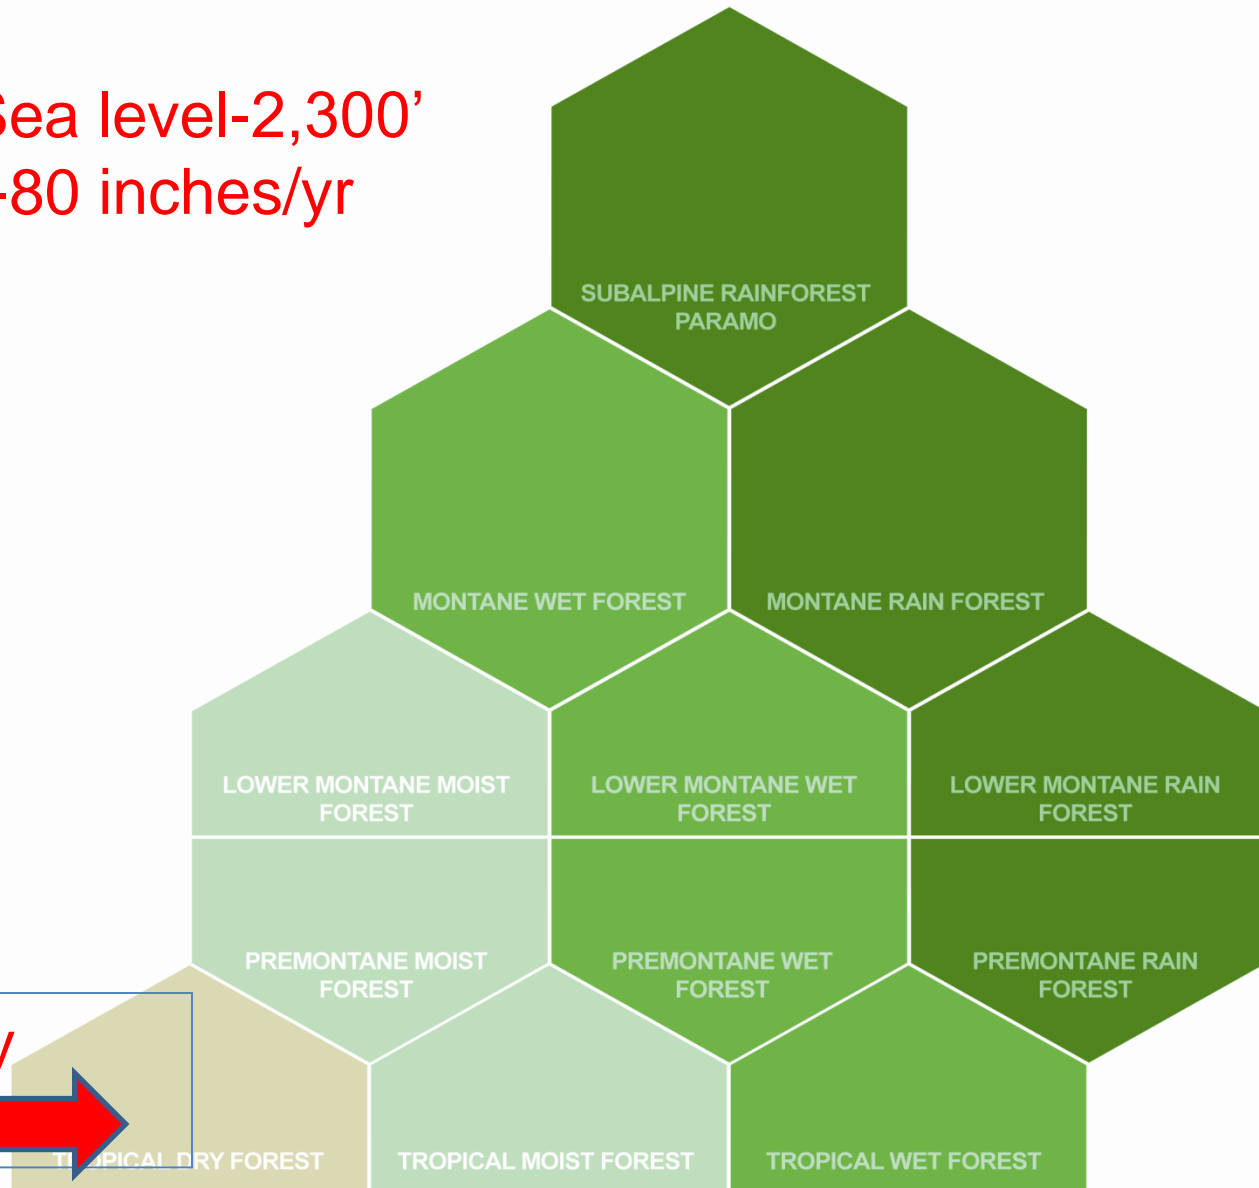 Sea level-2,300’
-80 inches/yr
SUBALPINE RAINFOREST
PARAMO
MONTANE WET FOREST
MONTANE RAIN FOREST
LOWER MONTANE MOIST
FOREST
LOWER MONTANE WET
FOREST
LOWER MONTANE RAIN
FOREST
PREMONTANE MOIST
FOREST
PREMONTANE WET
FOREST
PREMONTANE RAIN
FOREST
y
TROPICAL DRY FOREST
TROPICAL MOIST FOREST
TROPICAL WET FOREST